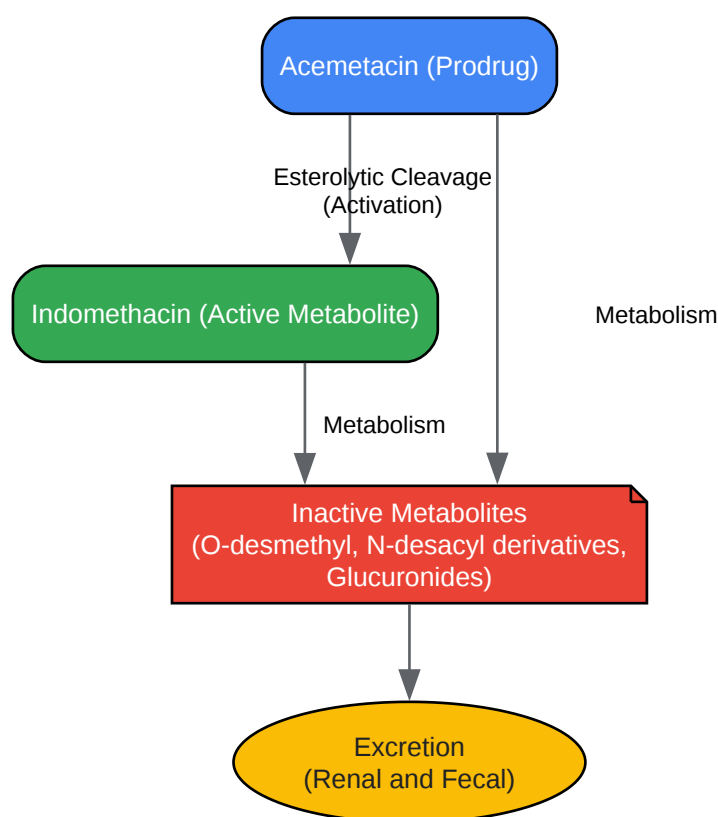 Acemetacin (Prodrug)
Esterolytic Cleavage
(Activation)
Indomethacin (Active Metabolite)
Metabolism
Metabolism
Inactive Metabolites
(O-desmethyl, N-desacyl derivatives,
Glucuronides)
Excretion
(Renal and Fecal)